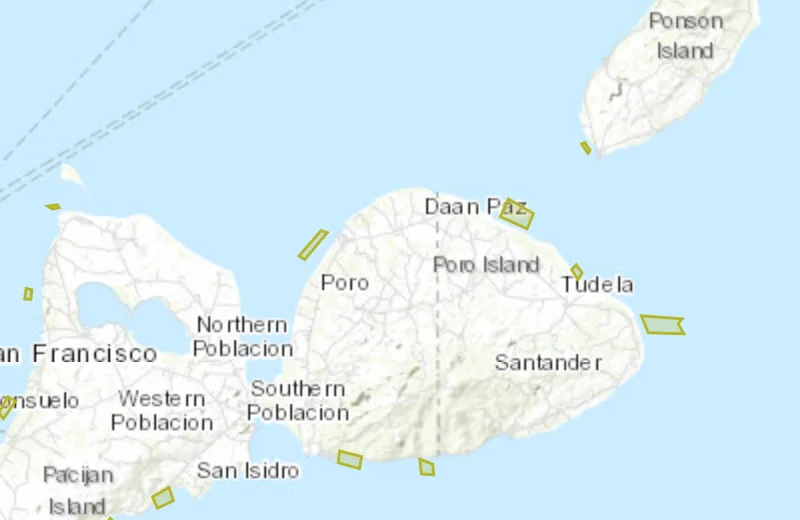 Ponson
Island
Daan Paz
Poro Island
Poro
Tudela
Northern
Poblacion
an Francisco
Santander
Southern
Poblacion
onsuelo
Western
Poblacion
San Isidro
Pacijan
Island